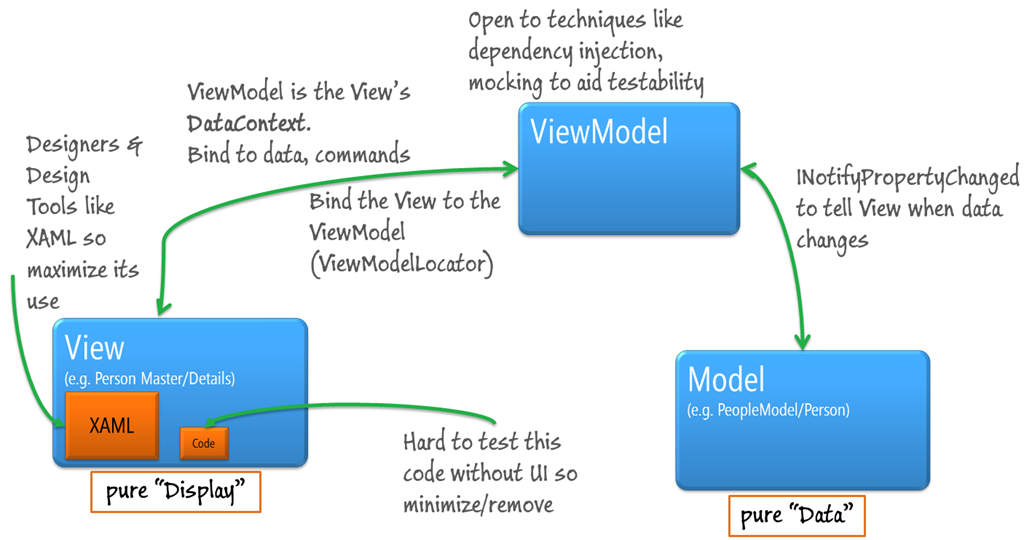 Open to techniques like
dependency injection,
mocking to aid testability
ViewModel is the View's
DataContext.
Bind to data, commands
ViewModel
Designers &
Design
Tools like
XAML so
maximize its
use
Bind the View to the
ViewModel
(ViewModelLocator)
INotifyPropertyChanged
to tell View when data
changes
View
(e.g. Person Master/Details)
XAML
Code
pure “Display”
Hard to test this
code without UI so
minimize/remove
Model
(e.g. PeopleModel/Person)
pure “Data”